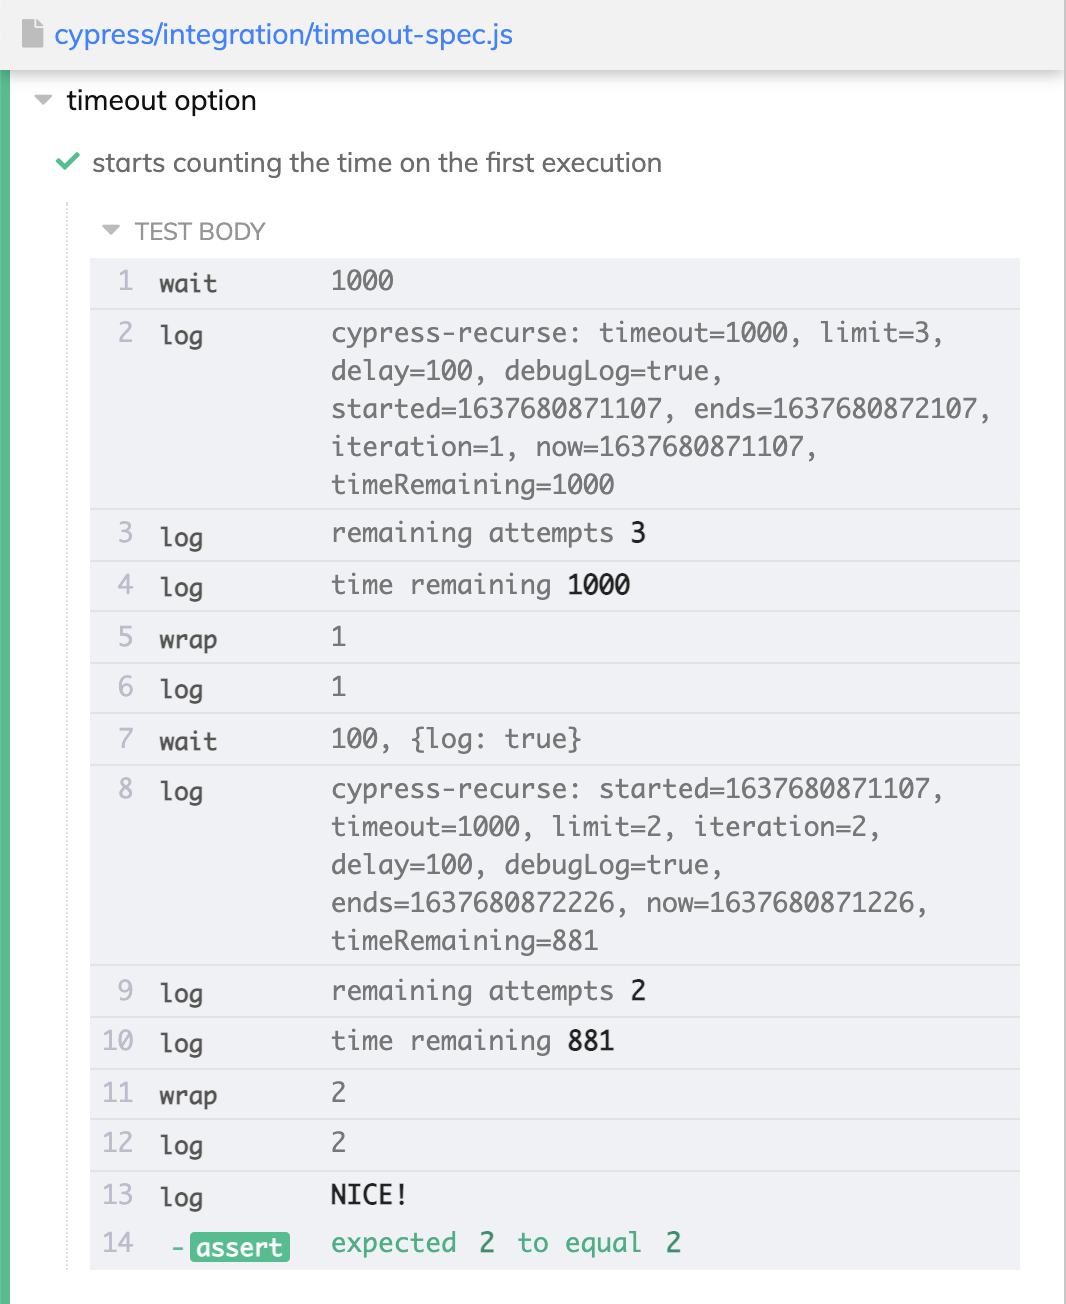 cypress/integration/timeout-spec.js
timeout option
starts counting the time on the first execution
TEST BODY
1 wait 1000
2 log cypress-recurse: timeout=1000, limit=3,
delay=100, debugLog=true,
started=1637680871107, ends=1637680872107,
iteration=1, now=1637680871107,
timeRemaining=1000
3 log remaining attempts 3
4 log time remaining 1000
5 wrap 1
6 log 1
7 wait 100, {log: true}
8 log cypress-recurse: started=1637680871107,
timeout=1000, limit=2, iteration=2,
delay=100, debugLog=true,
ends=1637680872226, now=1637680871226,
timeRemaining=881
9 log remaining attempts 2
10 log time remaining 881
11 wrap 2
12 log 2
13 log NICE!
14 -assert expected 2 to equal 2